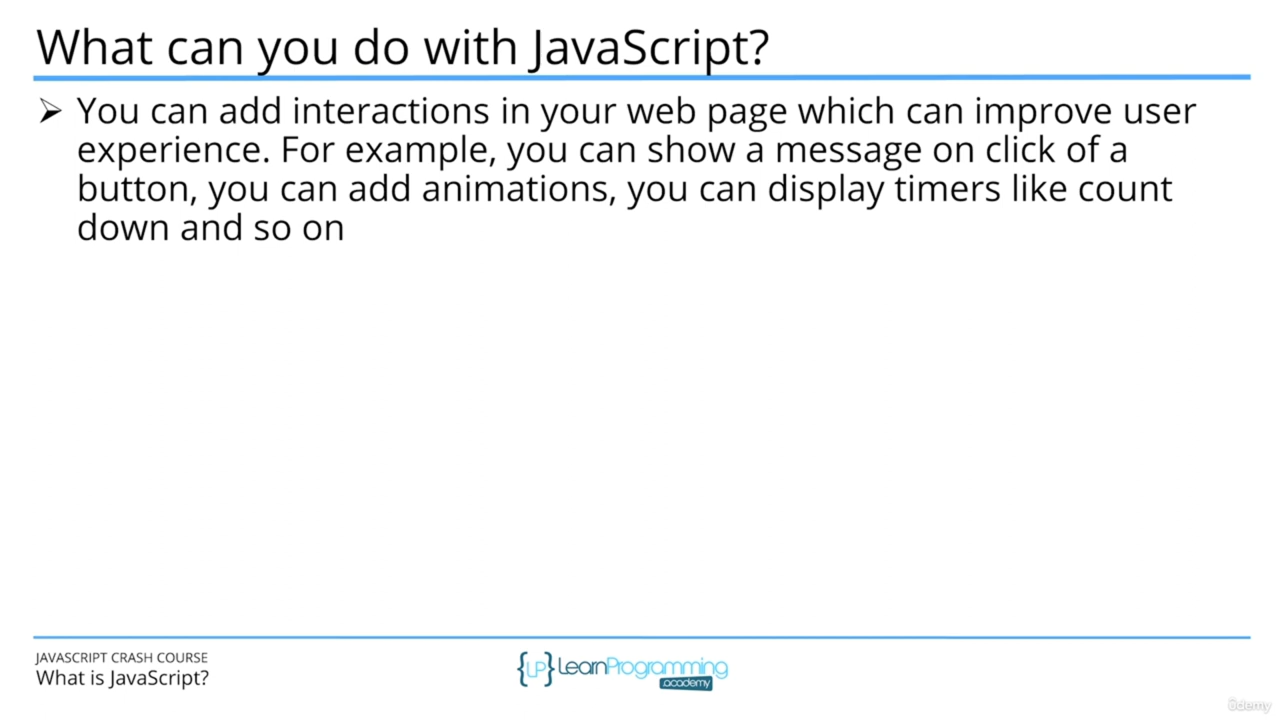 What can you do with JavaScript?
➢ You can add interactions in your web page which can improve user
experience. For example, you can show a message on click of a
button, you can add animations, you can display timers like count
down and so on
JAVASCRIPT CRASH COURSE
What is JavaScript?
{LP} LearnProgramming
.academy
ûdemy